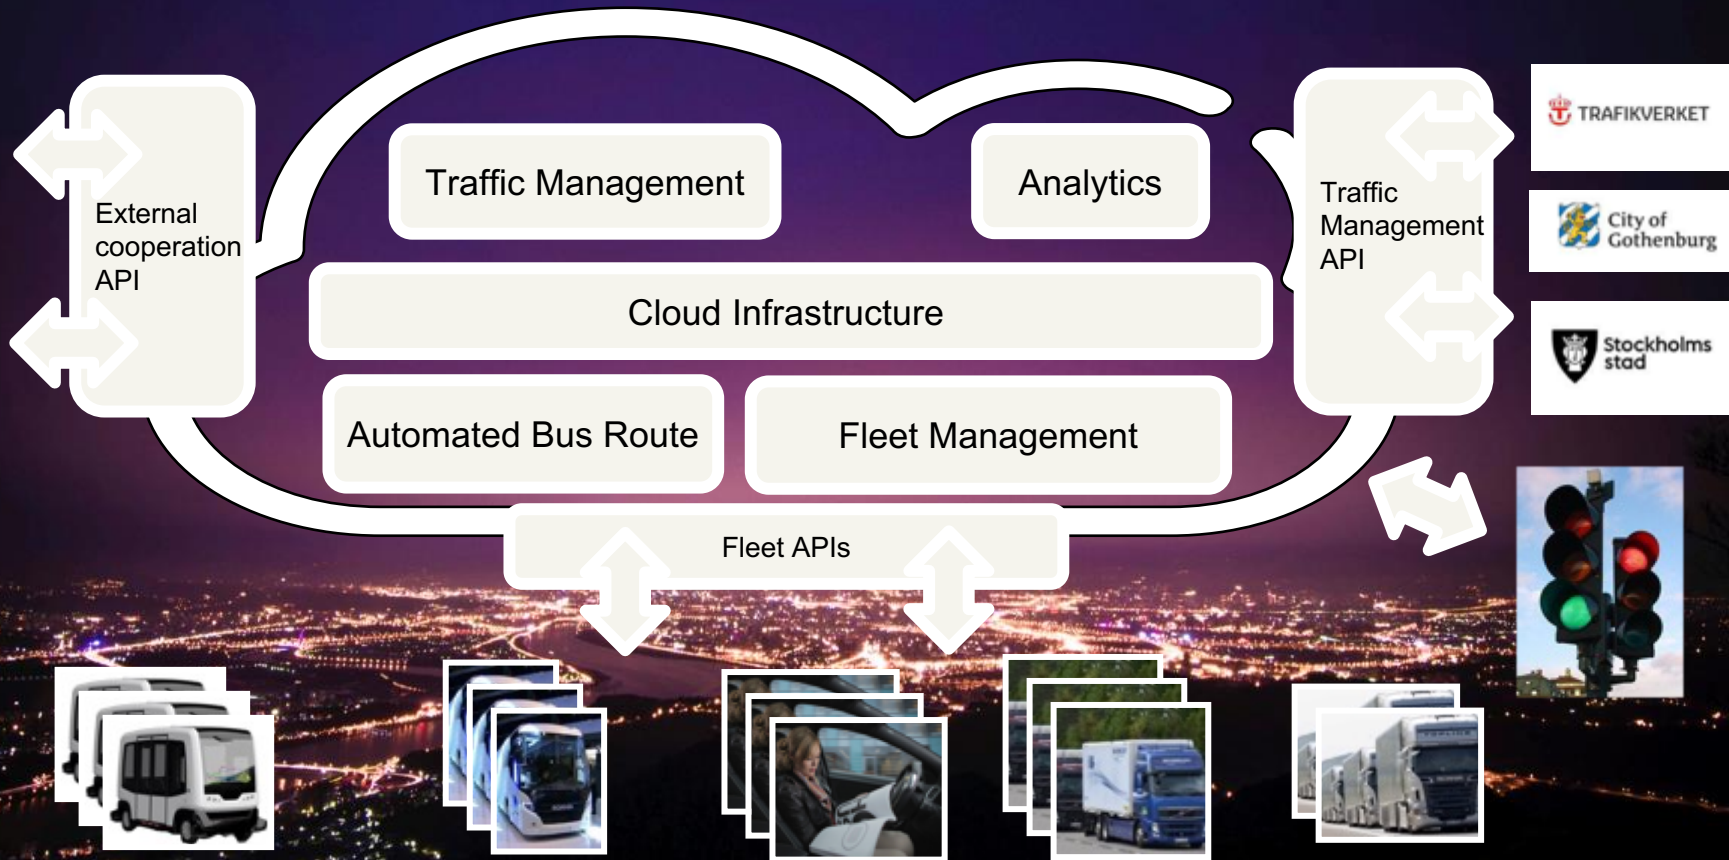 Traffic Management
Analytics
External
cooperation
API
Traffic
Management
API
TRAFIKVERKET
City of
Gothenburg
Stockholms
stad
Cloud Infrastructure
Automated Bus Route
Fleet Management
Fleet APIs